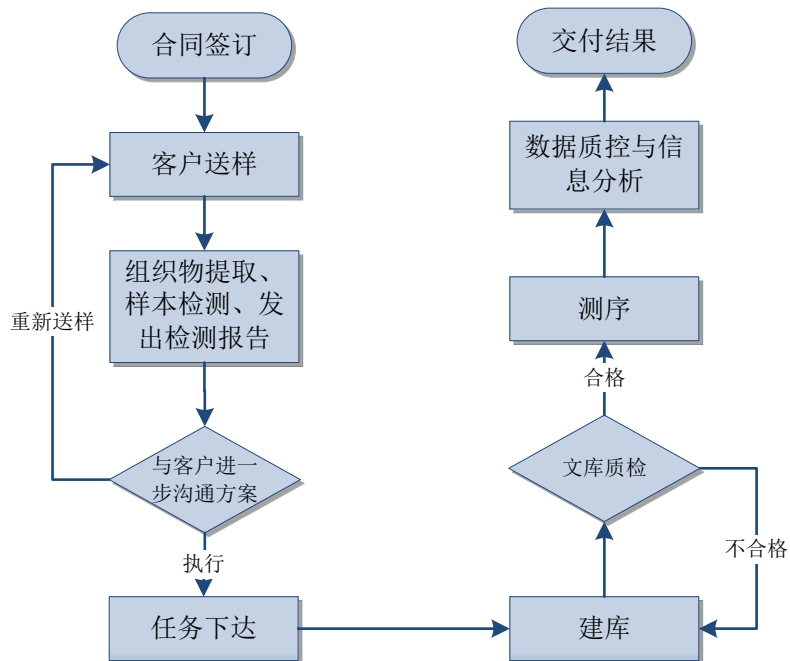 合同签订
客户送样
组织物提取、
样本检测、发
出检测报告
重新送样
与客户进一
步沟通方案
执行
任务下达
建库
不合格
文库质检
合格
测序
数据质控与信
息分析
交付结果